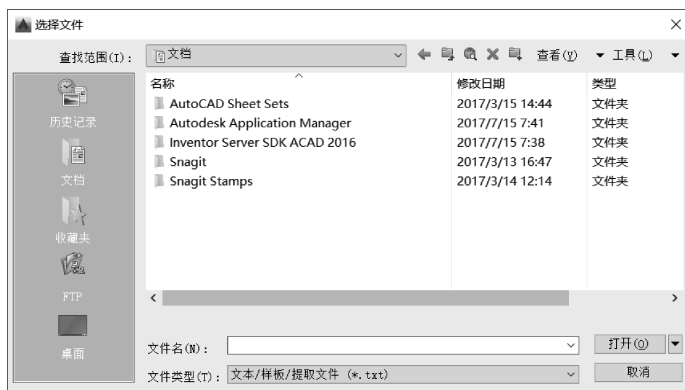 选择文件
查找范围(I): 文档 查看(V) 工具(L)
名称 修改日期 类型
AutoCAD Sheet Sets 2017/3/15 14:44 文件夹
Autodesk Application Manager 2017/7/15 7:41 文件夹
Inventor Server SDK ACAD 2016 2017/7/15 7:38 文件夹
Snagit 2017/3/13 16:47 文件夹
Snagit Stamps 2017/3/14 12:14 文件夹
历史记录
文档
收藏夹
FTP
桌面
文件名(N): 打开(O)
文件类型(T): 文本/样板/提取文件 (*.txt) 取消